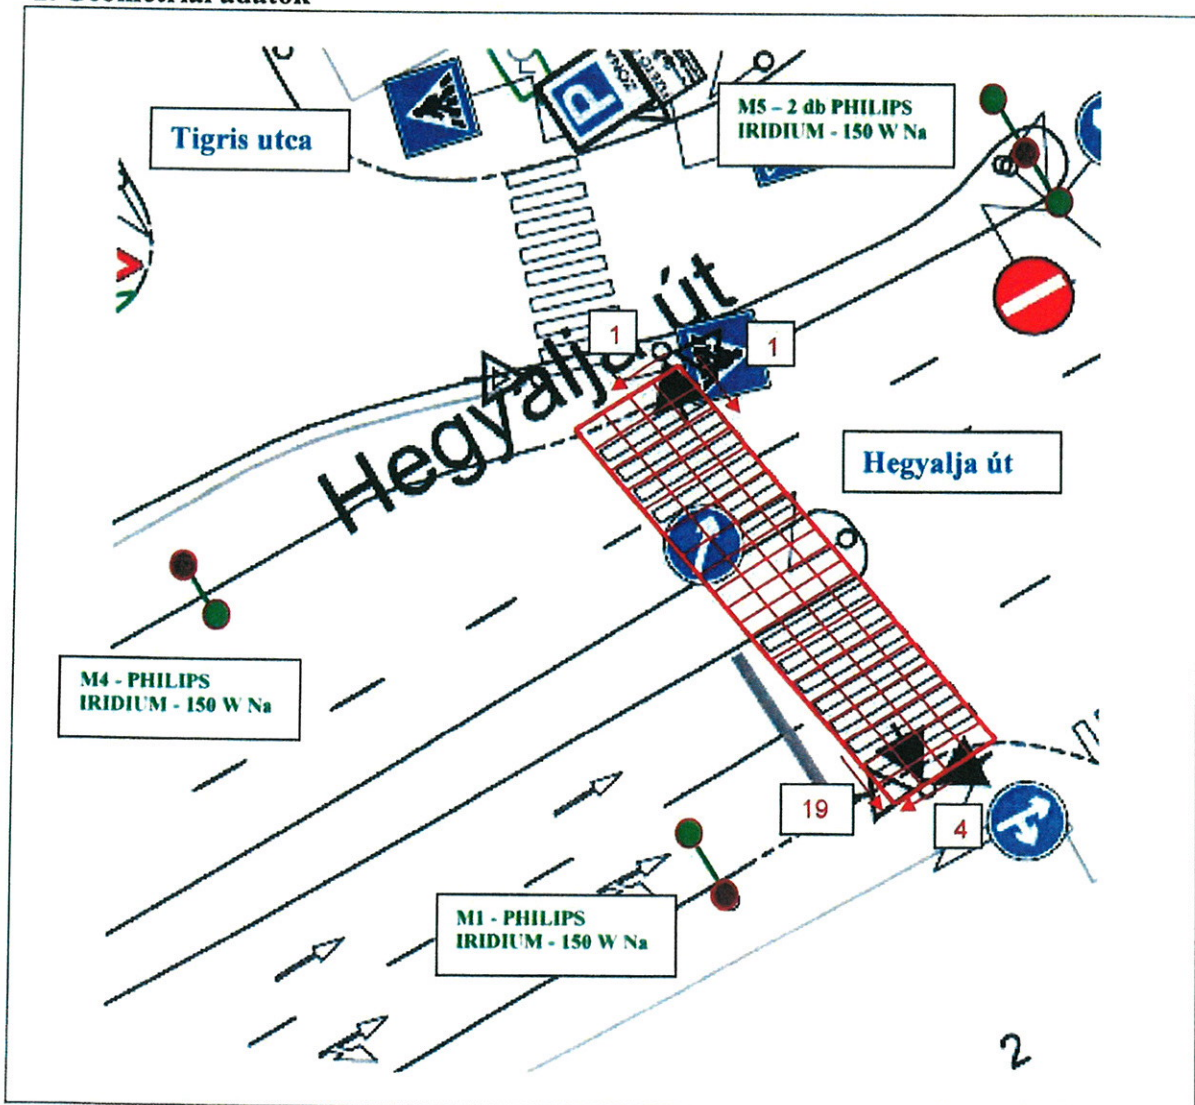 Tigris utca
P
ZÓNA
M5 – 2 db PHILIPS
IRIDIUM - 150 W Na
1
1
Hegyalja út
Hegyalja út
M4 - PHILIPS
IRIDIUM - 150 W Na
19
4
M1 - PHILIPS
IRIDIUM - 150 W Na
2